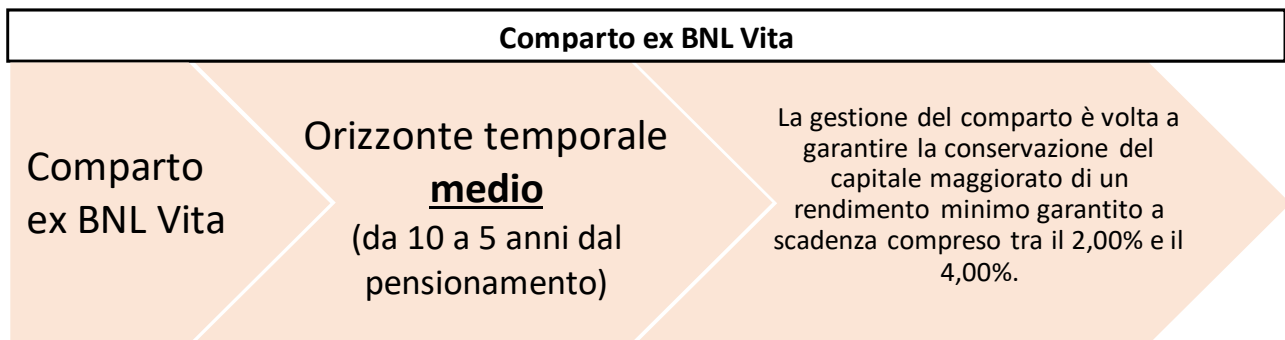 Comparto ex BNL Vita
Comparto
ex BNL Vita
Orizzonte temporale
medio
(da 10 a 5 anni dal
pensionamento)
La gestione del comparto è volta a
garantire la conservazione del
capitale maggiorato di un
rendimento minimo garantito a
scadenza compreso tra il 2,00% e il
4,00%.